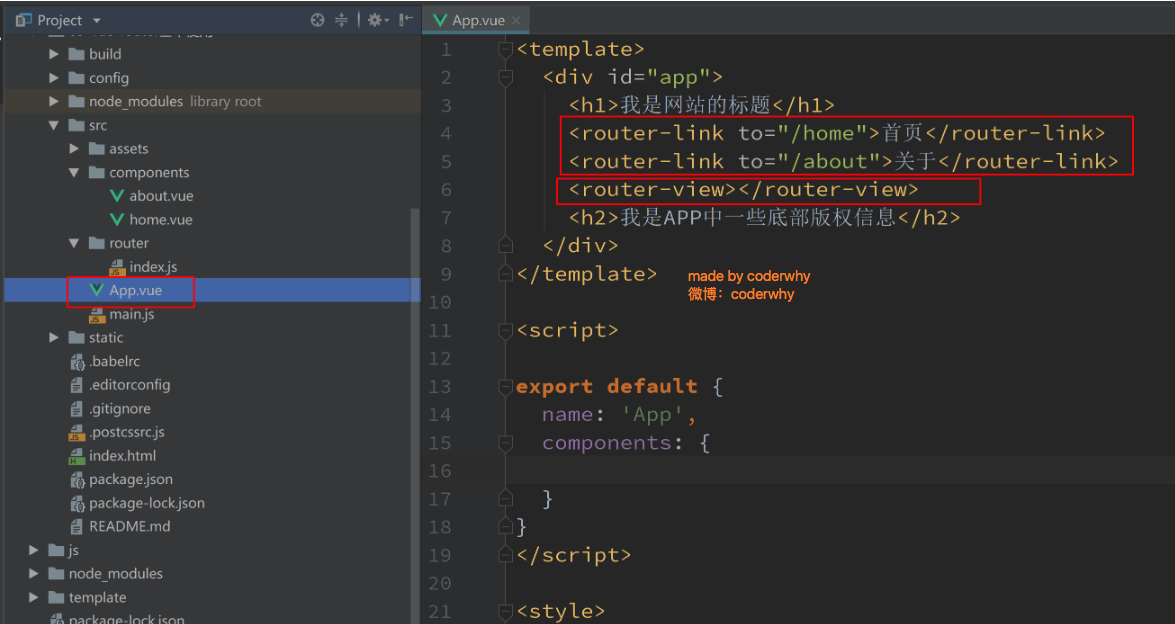 Project
App.vue
build
config
node_modules library root
src
assets
components
about.vue
home.vue
router
index.js
App.vue
main.js
static
.babelrc
.editorconfig
.gitignore
.postcssrc.js
index.html
package.json
package-lock.json
README.md
js
node_modules
template
package-lock.json
1 <template>
2 <div id="app">
3 <h1>我是网站的标题</h1>
4 <router-link to="/home">首页</router-link>
5 <router-link to="/about">关于</router-link>
6 <router-view></router-view>
7 <h2>我是APP中一些底部版权信息</h2>
8 </div>
9 </template>
made by coderwhy
微博：coderwhy
10
11 <script>
12
13 export default {
14 name: 'App',
15 components: {
16
17 }
18 }
19 </script>
20
21 <style>